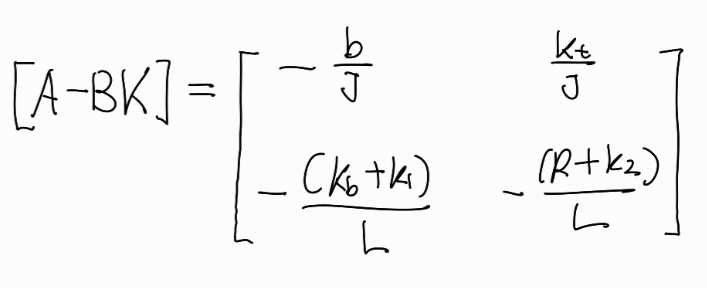 [A-BK] = [ -b/J   kt/J
-(kb+k1)/L   -(R+k2)/L ]